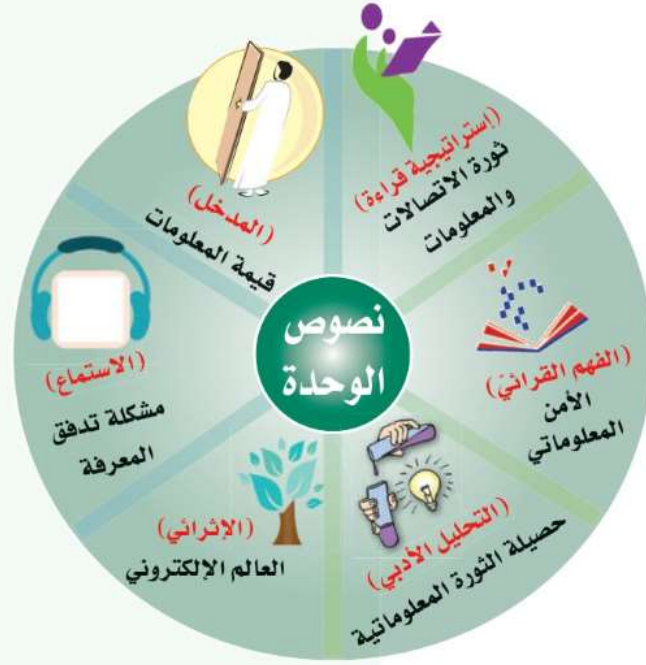 نصوص
الوحدة
(المدخل)
قيمة المعلومات
(إستراتيجية قراءة)
ثورة الاتصالات
والمعلومات
(الفهم القرائيّ)
الأمن
المعلوماتي
(التحليل الأدبي)
حصيلة الثورة المعلوماتية
(الإثرائي)
العالم الإلكتروني
(الاستماع)
مشكلة تدفق
المعرفة